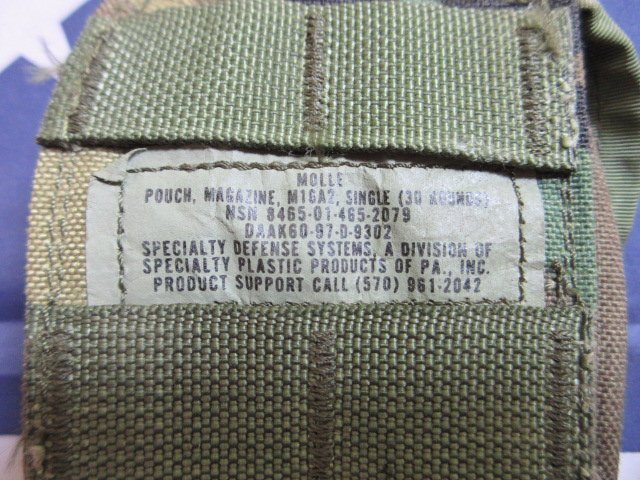 MOLLE
POUCH, MAGAZINE, M16A2, SINGLE (30 ROUNDS)
NSN 8465-01-465-2079
DAAK60-97-D-9302
SPECIALTY DEFENSE SYSTEMS, A DIVISION OF
SPECIALTY PLASTIC PRODUCTS OF PA., INC.
PRODUCT SUPPORT CALL (570) 961-2042